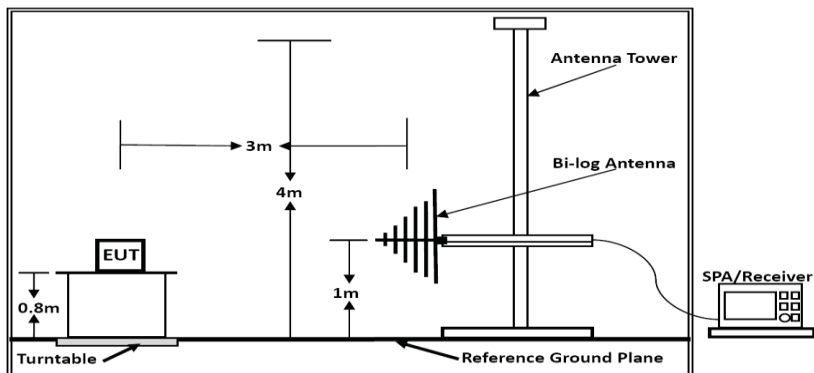 Antenna Tower
3m
Bi-log Antenna
4m
EUT
SPA/Receiver
0.8m
1m
Turntable
Reference Ground Plane